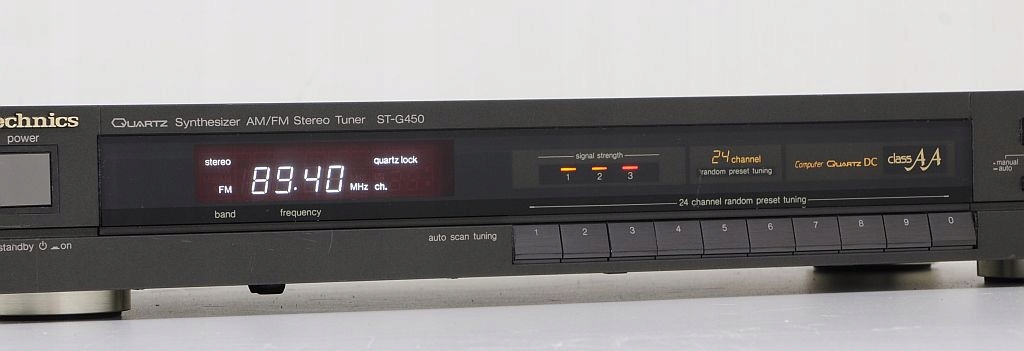 echnics
QUARTZ Synthesizer AM/FM Stereo Tuner ST-G450
power
stereo
quartz lock
FM
89.40 MHz ch.
band
frequency
signal strength
1 2 3
24 channel
random preset tuning
Computer QUARTZ DC
class AA
manual
auto
24 channel random preset tuning
standby on
auto scan tuning
1 2 3 4 5 6 7 8 9 0